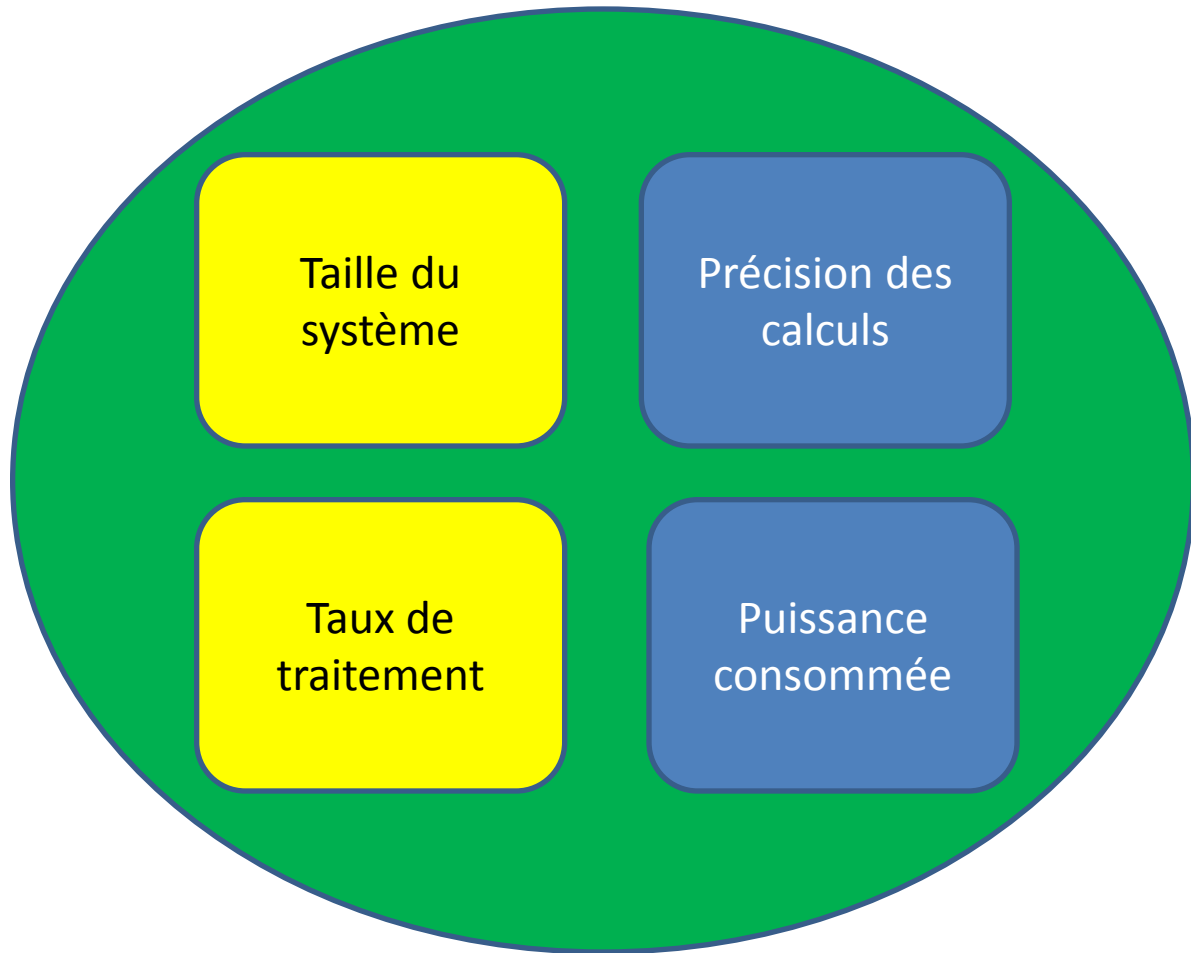 Taille du
système
Précision des
calculs
Taux de
traitement
Puissance
consommée